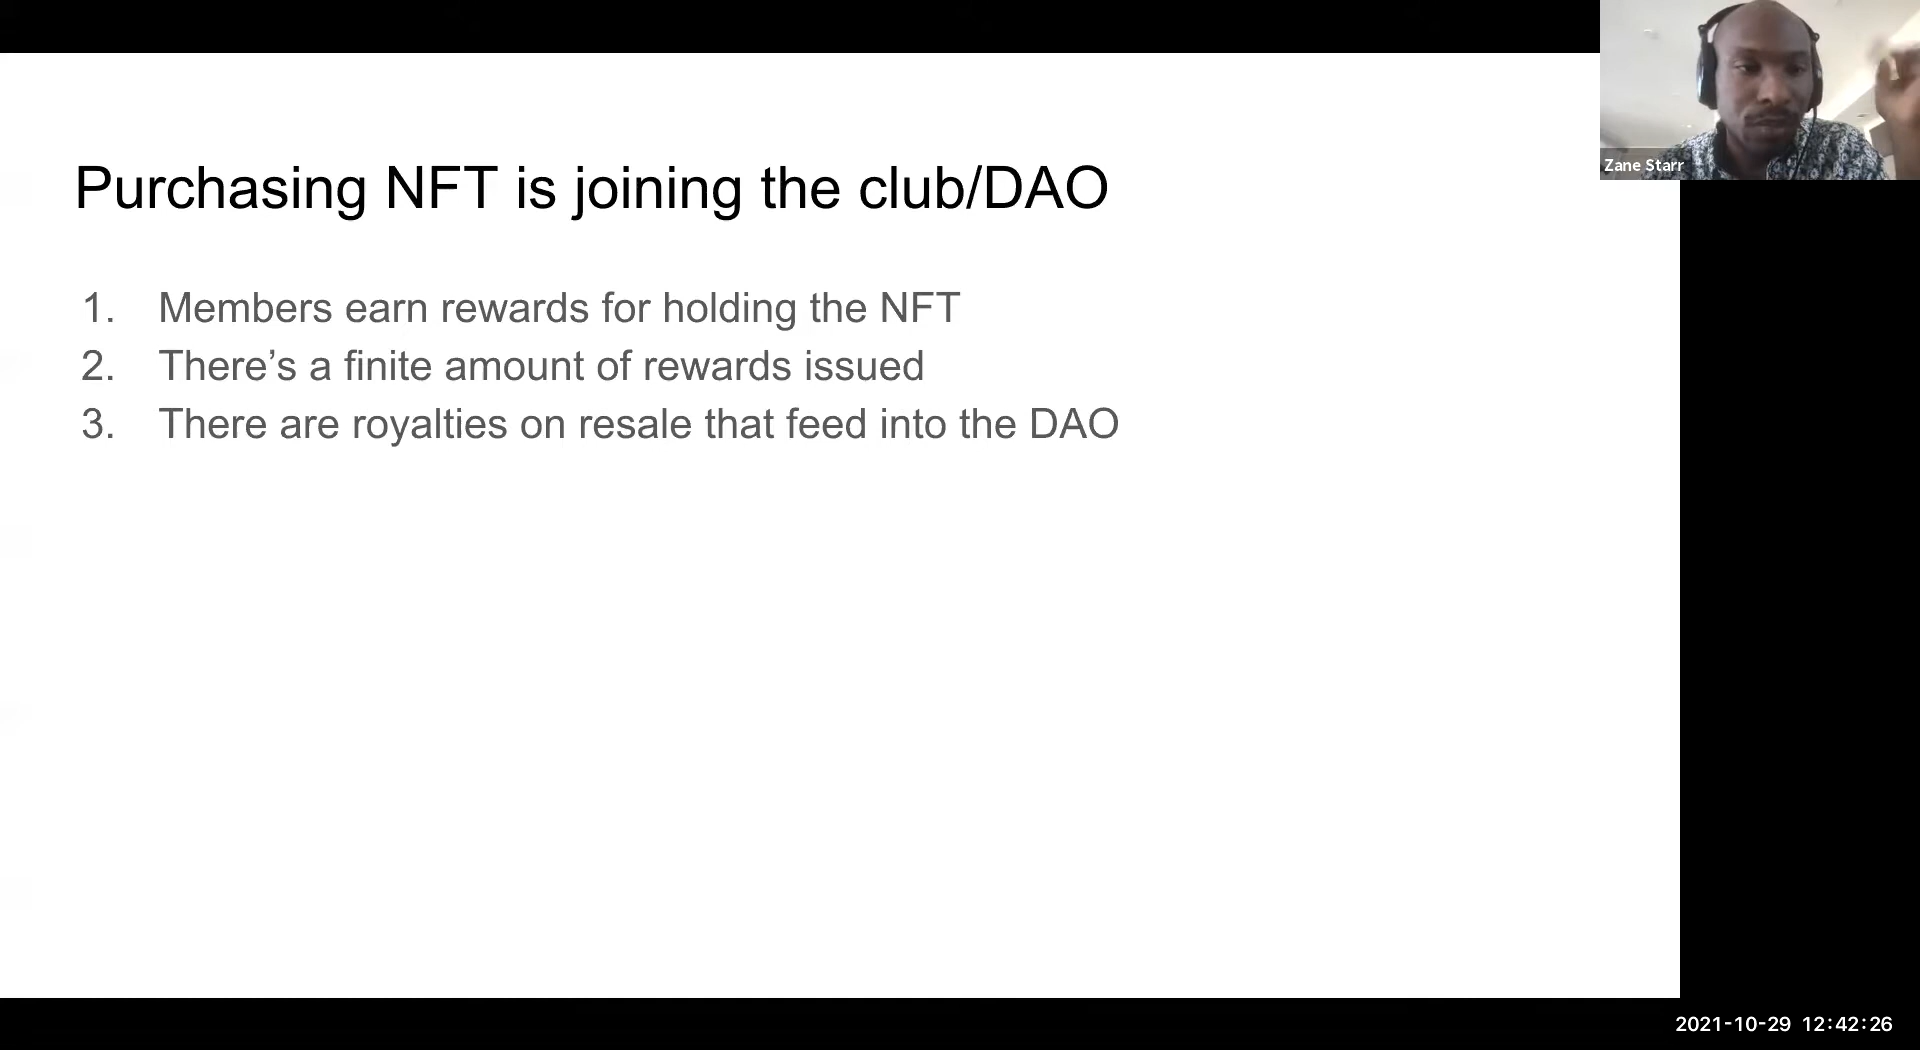 Zane Starr
Purchasing NFT is joining the club/DAO
1. Members earn rewards for holding the NFT
2. There’s a finite amount of rewards issued
3. There are royalties on resale that feed into the DAO
2021-10-29 12:42:26